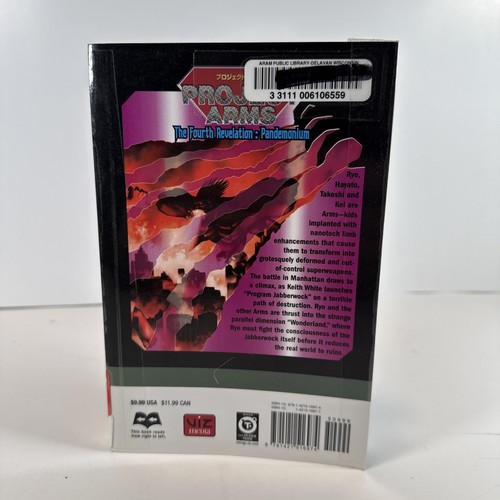 ARAM PUBLIC LIBRARY-DELAVAN WISCONSIN
3 3111 006106559
プロジェクト
PROJECT
ARMS
The Fourth Revelation : Pandemonium
Ryo,
Hayato,
Takeshi and
Kei are
Arms—kids
implanted with
nanotech limb
enhancements that cause
them to transform into
grotesquely deformed and out-
of-control superweapons.
The battle in Manhattan draws to
a climax, as Keith White launches
"Program Jabberwock" on a terrible
path of destruction. Ryo and the
other Arms are thrust into the strange
parallel dimension "Wonderland," where
Ryo must fight the consciousness of the
Jabberwock itself before it reduces
the real world to ruins.
$9.99 USA $11.99 CAN
This book reads
from right to left.
viz
media
T+